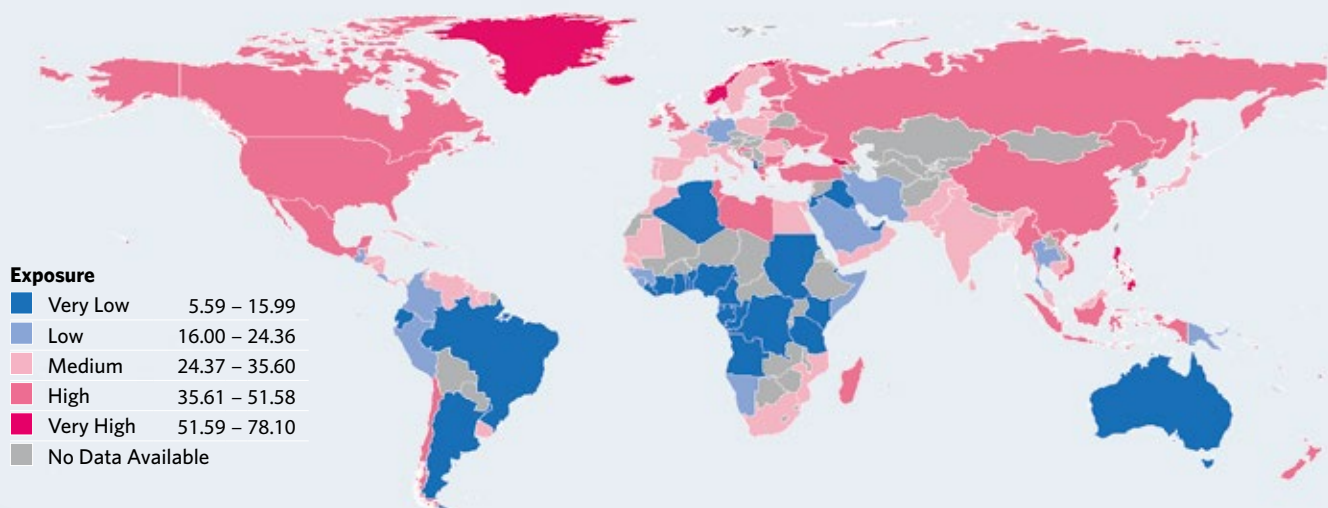 Exposure
Very Low 5.59 – 15.99
Low 16.00 – 24.36
Medium 24.37 – 35.60
High 35.61 – 51.58
Very High 51.59 – 78.10
No Data Available